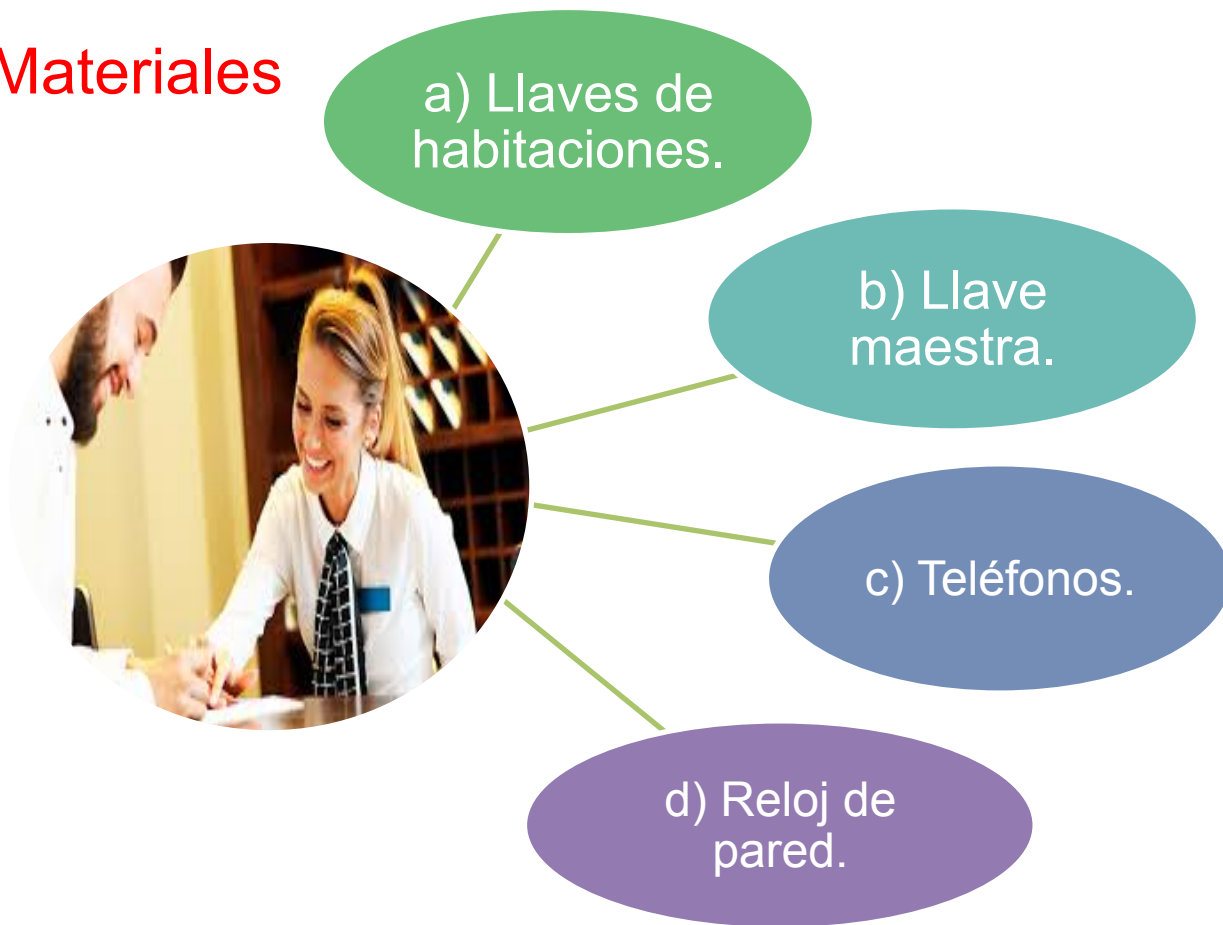 Materiales
a) Llaves de
habitaciones.
b) Llave
maestra.
c) Teléfonos.
d) Reloj de
pared.